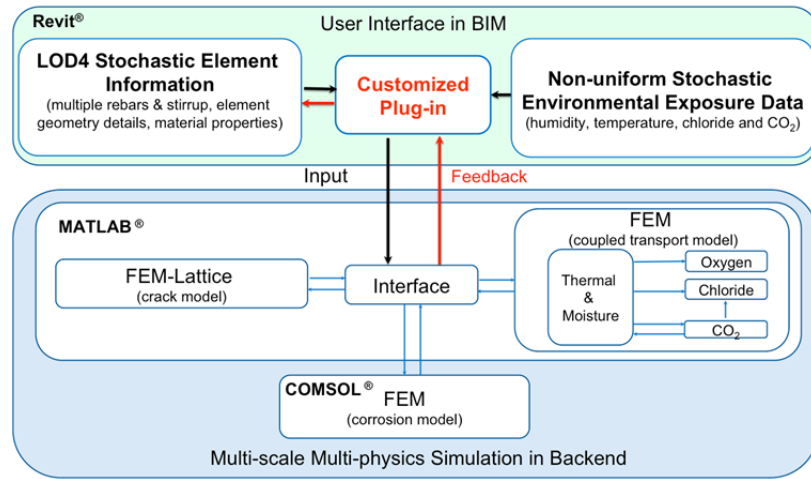 Revit®
User Interface in BIM
LOD4 Stochastic Element
Information
(multiple rebars & stirrup, element
geometry details, material properties)
Customized
Plug-in
Non-uniform Stochastic
Environmental Exposure Data
(humidity, temperature, chloride and CO₂)
Input
Feedback
MATLAB®
FEM-Lattice
(crack model)
Interface
FEM
(coupled transport model)
Thermal
&
Moisture
Oxygen
Chloride
CO₂
COMSOL®
FEM
(corrosion model)
Multi-scale Multi-physics Simulation in Backend